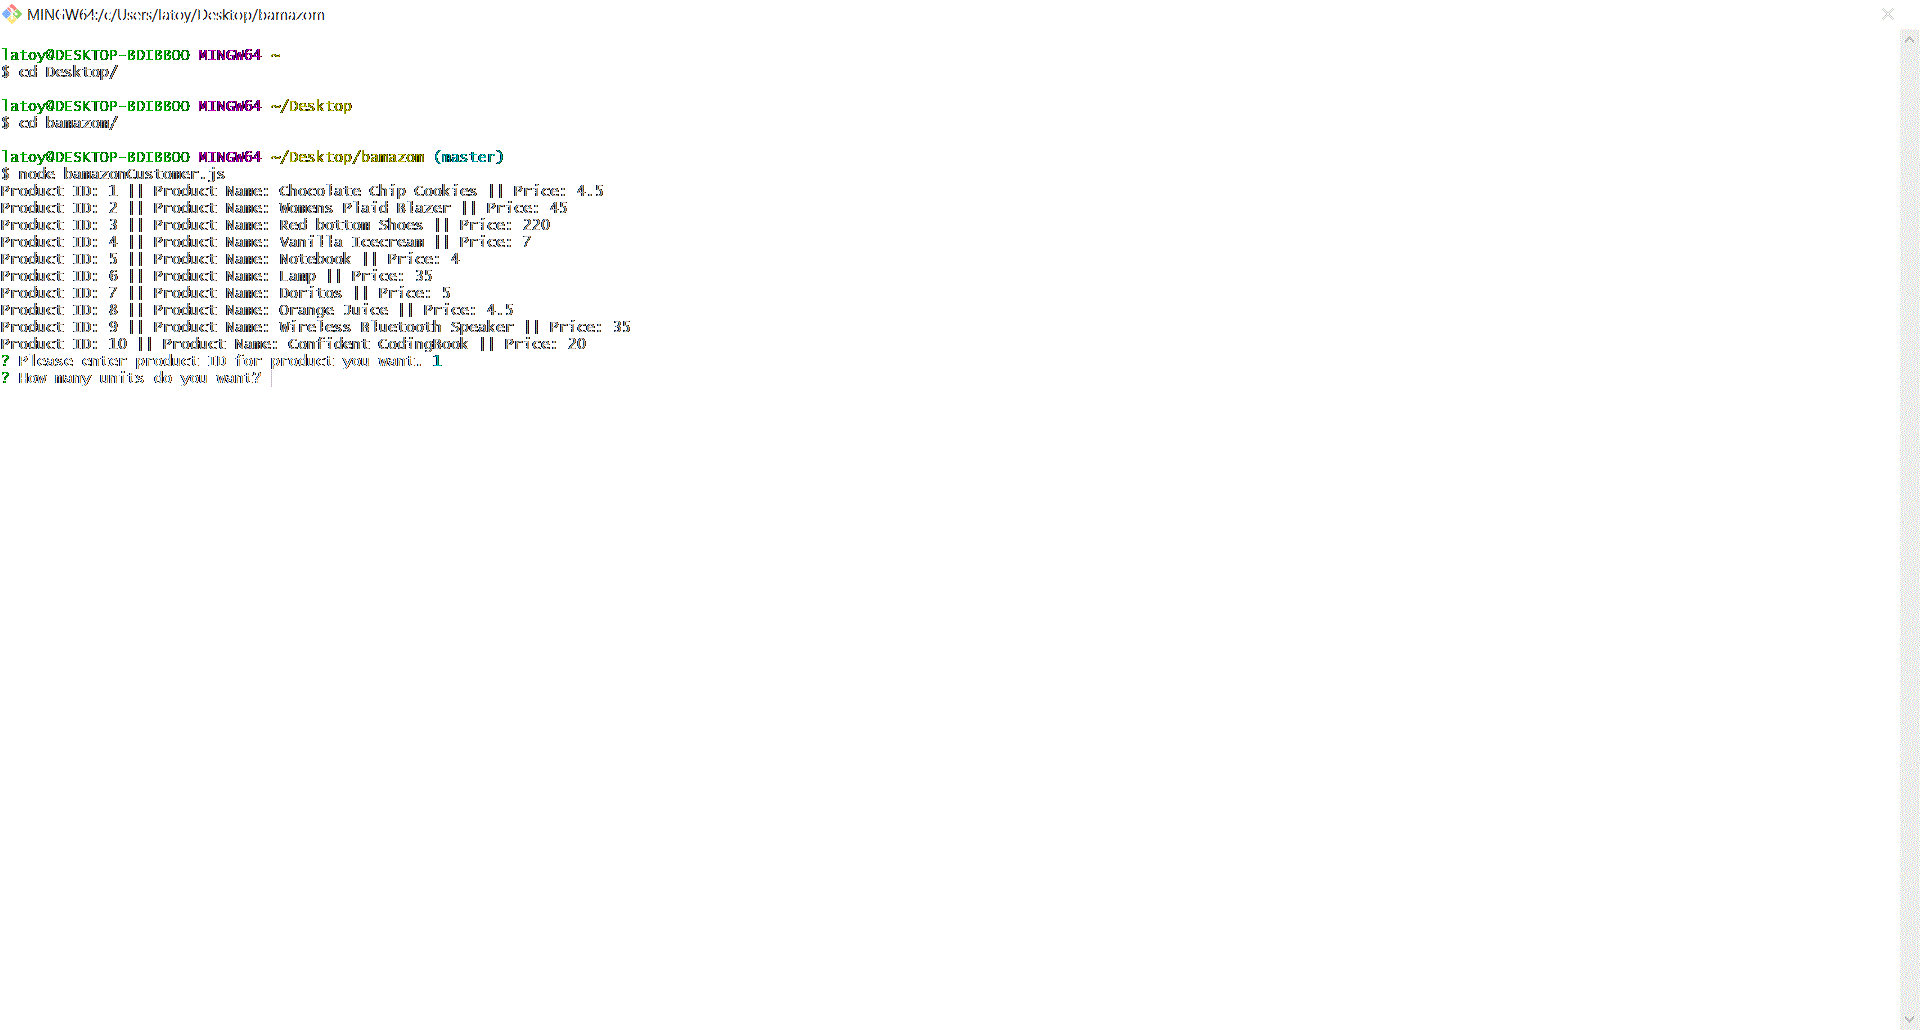 MINGW64:/c/Users/latoy/Desktop/bamazom
latoy@DESKTOP-BDIBBOO MINGW64 ~
$ cd Desktop/
latoy@DESKTOP-BDIBBOO MINGW64 ~/Desktop
$ cd bamazom/
latoy@DESKTOP-BDIBBOO MINGW64 ~/Desktop/bamazom (master)
$ node bamazonCustomer.js
Product ID: 1 || Product Name: Chocolate Chip Cookies || Price: 4.5
Product ID: 2 || Product Name: Womens Plaid Blazer || Price: 45
Product ID: 3 || Product Name: Red bottom Shoes || Price: 220
Product ID: 4 || Product Name: Vanilla Icecream || Price: 7
Product ID: 5 || Product Name: Notebook || Price: 4
Product ID: 6 || Product Name: Lamp || Price: 35
Product ID: 7 || Product Name: Doritos || Price: 5
Product ID: 8 || Product Name: Orange Juice || Price: 4.5
Product ID: 9 || Product Name: Wireless Bluetooth Speaker || Price: 35
Product ID: 10 || Product Name: Confident CodingBook || Price: 20
? Please enter product ID for product you want. 1
? How many units do you want?